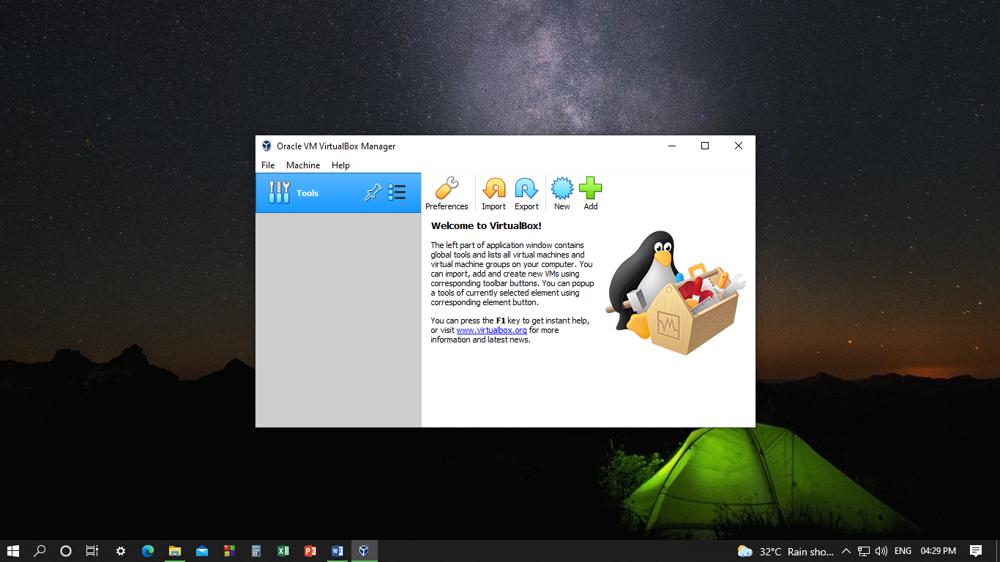 Oracle VM VirtualBox Manager
File Machine Help
Tools
Preferences Import Export New Add
Welcome to VirtualBox!
The left part of application window contains
global tools and lists all virtual machines and
virtual machine groups on your computer. You
can import, add and create new VMs using
corresponding toolbar buttons. You can popup
a tools of currently selected element using
corresponding element button.
You can press the F1 key to get instant help,
or visit www.virtualbox.org for more
information and latest news.
32°C Rain sho... ENG 04:29 PM